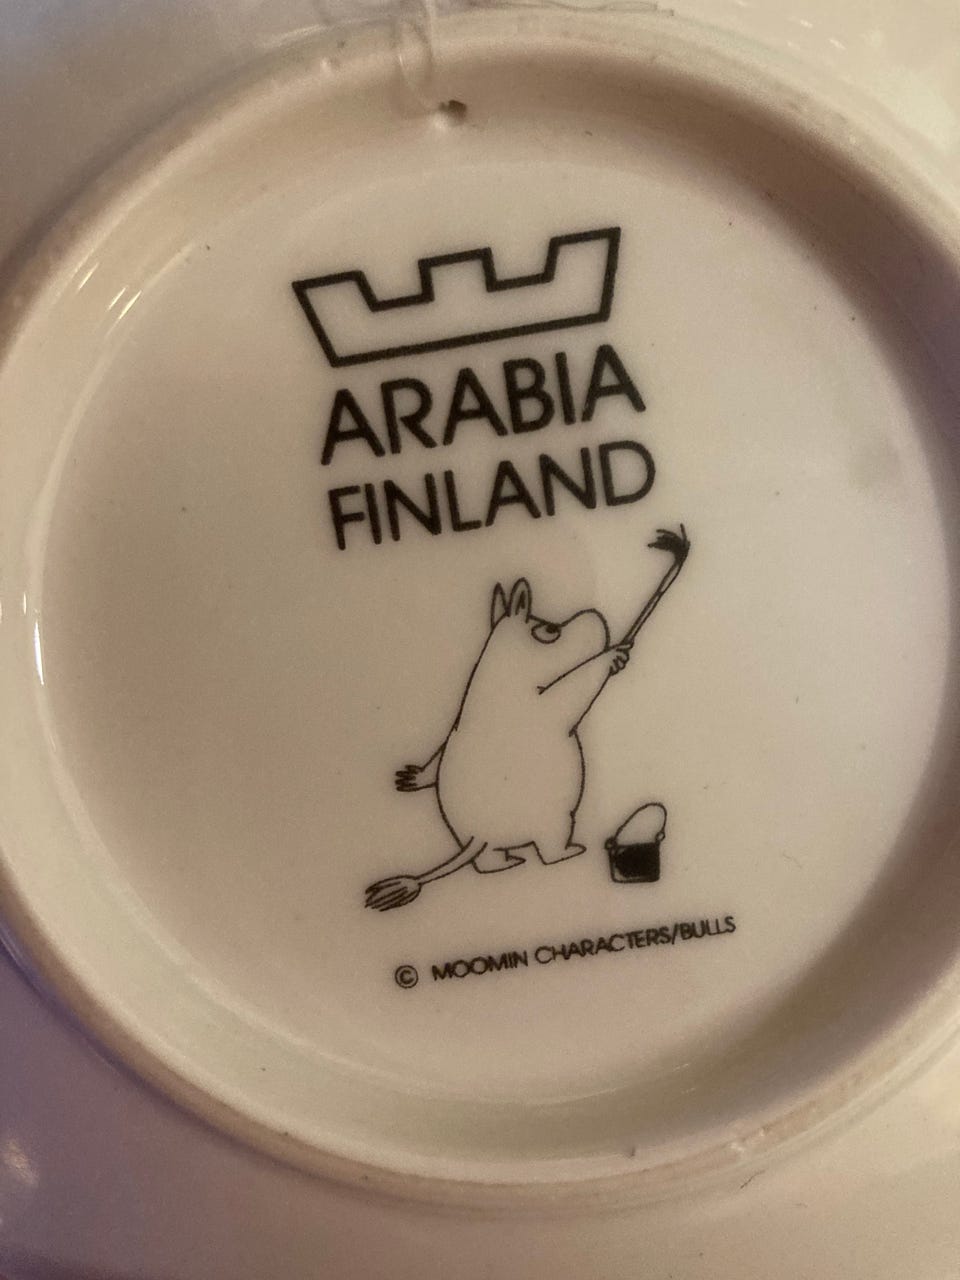 ARABIA
FINLAND
© MOOMIN CHARACTERS/BULLS